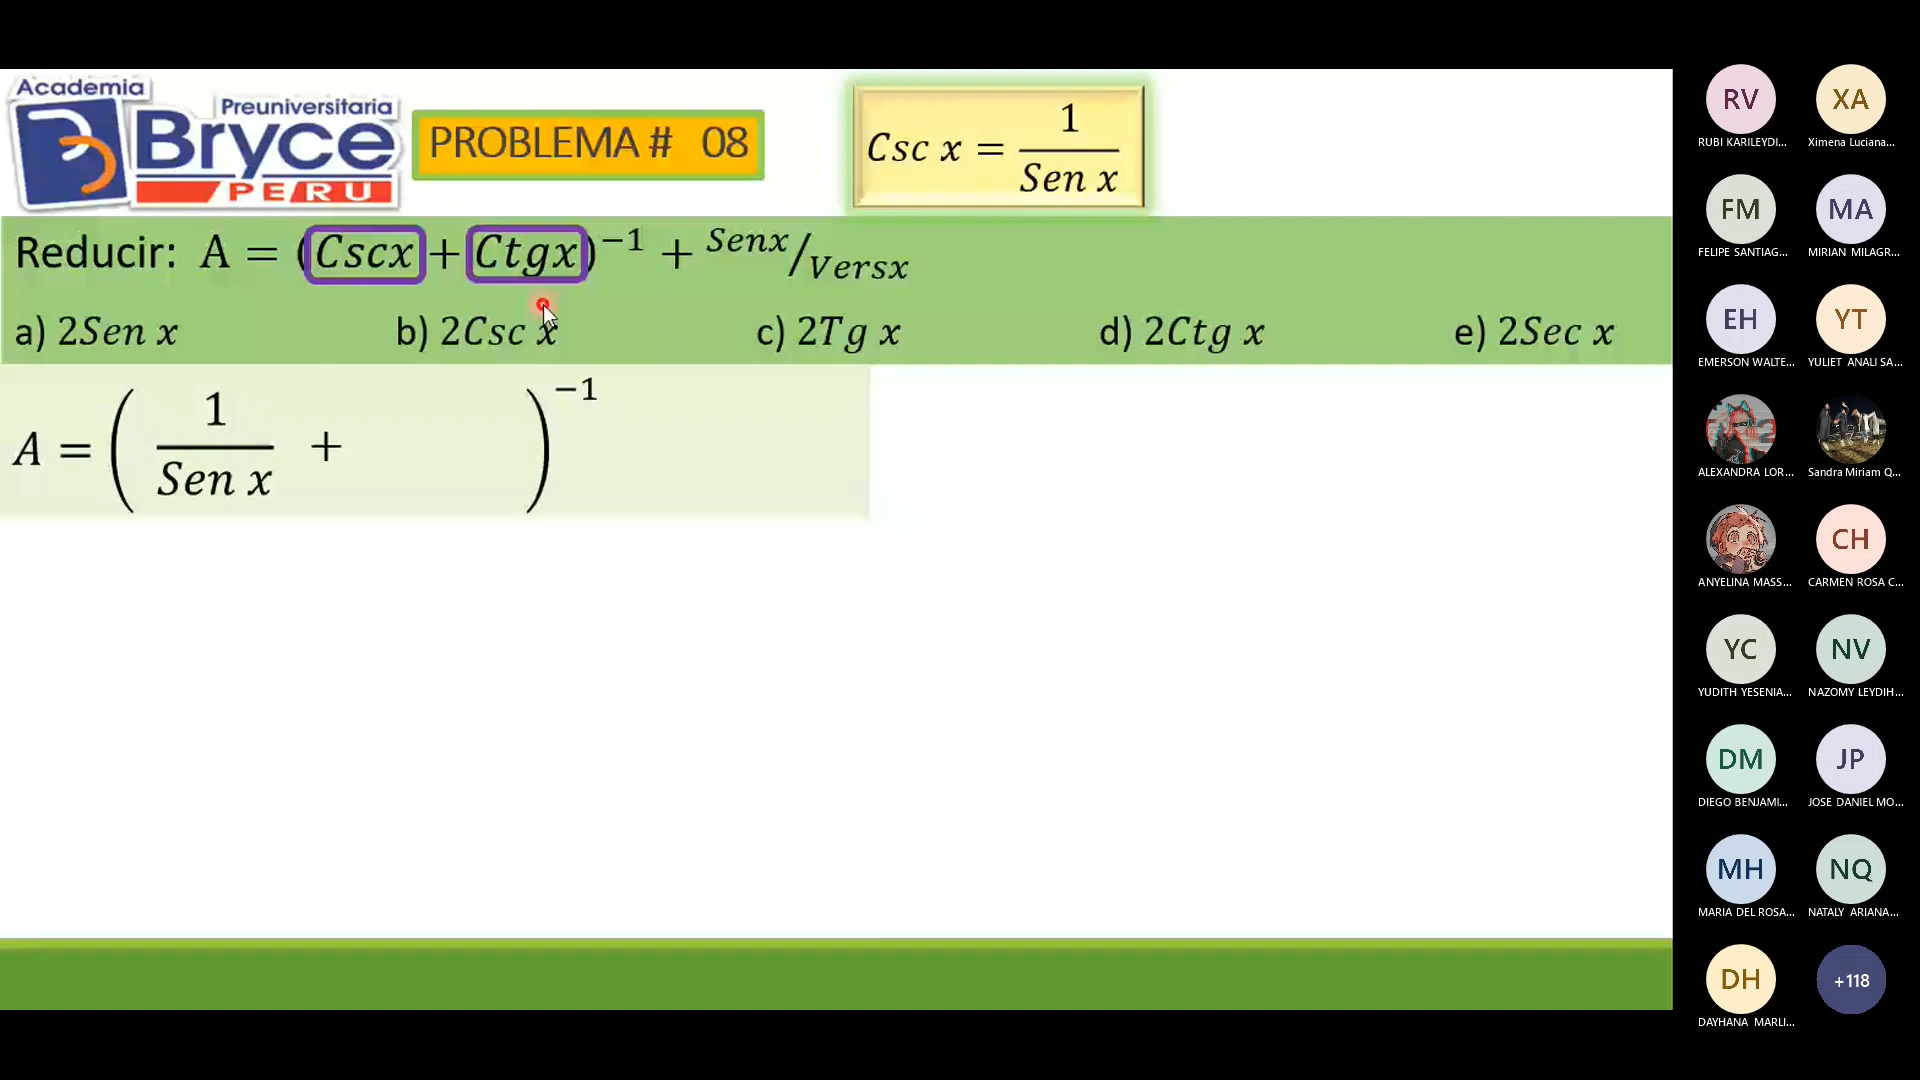 Academia
Preuniversitaria
Bryce
PERU
PROBLEMA # 08
Csc x = 1 / Sen x
Reducir: A = (Cscx + Ctgx)⁻¹ + Senx/Versx
a) 2Sen x b) 2Csc x c) 2Tg x d) 2Ctg x e) 2Sec x
A = ( 1 / Sen x + )⁻¹
RV XA
RUBI KARILEYDI... Ximena Luciana...
FM MA
FELIPE SANTIAG... MIRIAN MILAGR...
EH YT
EMERSON WALTE... YULIET ANALI SA...
ALEXANDRA LOR... Sandra Miriam Q...
CH
ANYELINA MASS... CARMEN ROSA C...
YC NV
YUDITH YESENIA... NAZOMY LEYDIH...
DM JP
DIEGO BENJAMI... JOSE DANIEL MO...
MH NQ
MARIA DEL ROSA... NATALY ARIANA...
DH +118
DAYHANA MARLI...